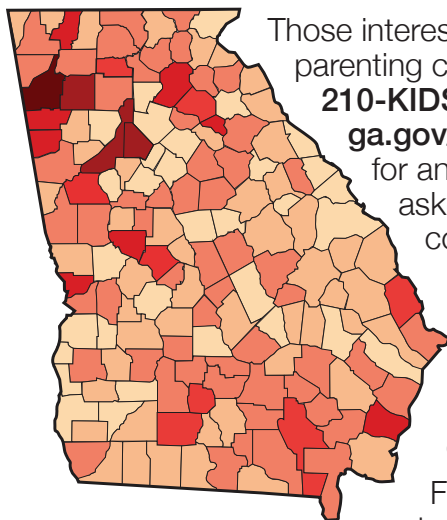 Those interes
parenting c
210-KIDS
ga.gov/
for an
ask
co
F